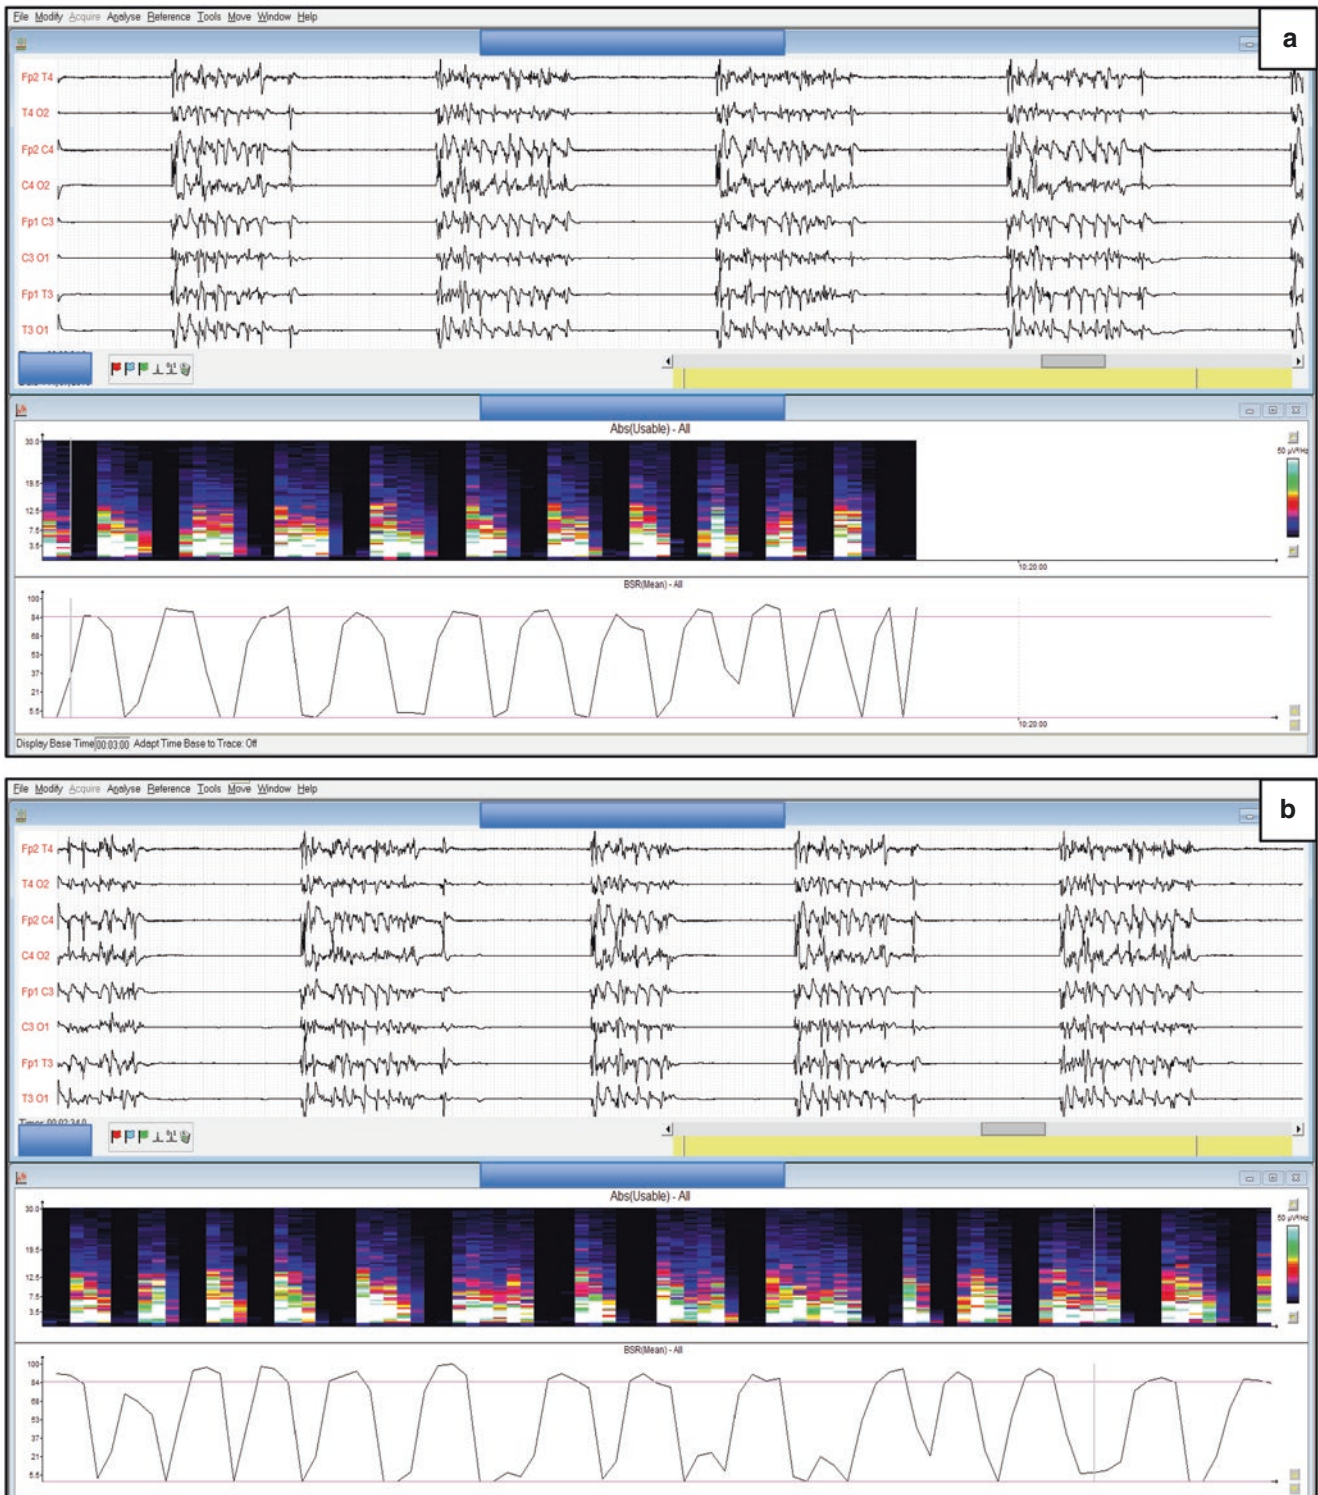 File Modify Acquire Analyse Reference Tools Move Window Help
a
Fp2 T4
T4 O2
Fp2 C4
C4 O2
Fp1 C3
C3 O1
Fp1 T3
T3 O1
Abs(Usable) - All
30.0
19.5
12.5
7.5
3.5
50 µV²/Hz
10:20:00
BSR(Mean) - All
100
84
68
53
37
21
5.5
10:20:00
Display Base Time 00:03:00 Adapt Time Base to Trace: Off
File Modify Acquire Analyse Reference Tools Move Window Help
b
Fp2 T4
T4 O2
Fp2 C4
C4 O2
Fp1 C3
C3 O1
Fp1 T3
T3 O1
Abs(Usable) - All
30.0
19.5
12.5
7.5
3.5
50 µV²/Hz
BSR(Mean) - All
100
84
68
53
37
21
5.5